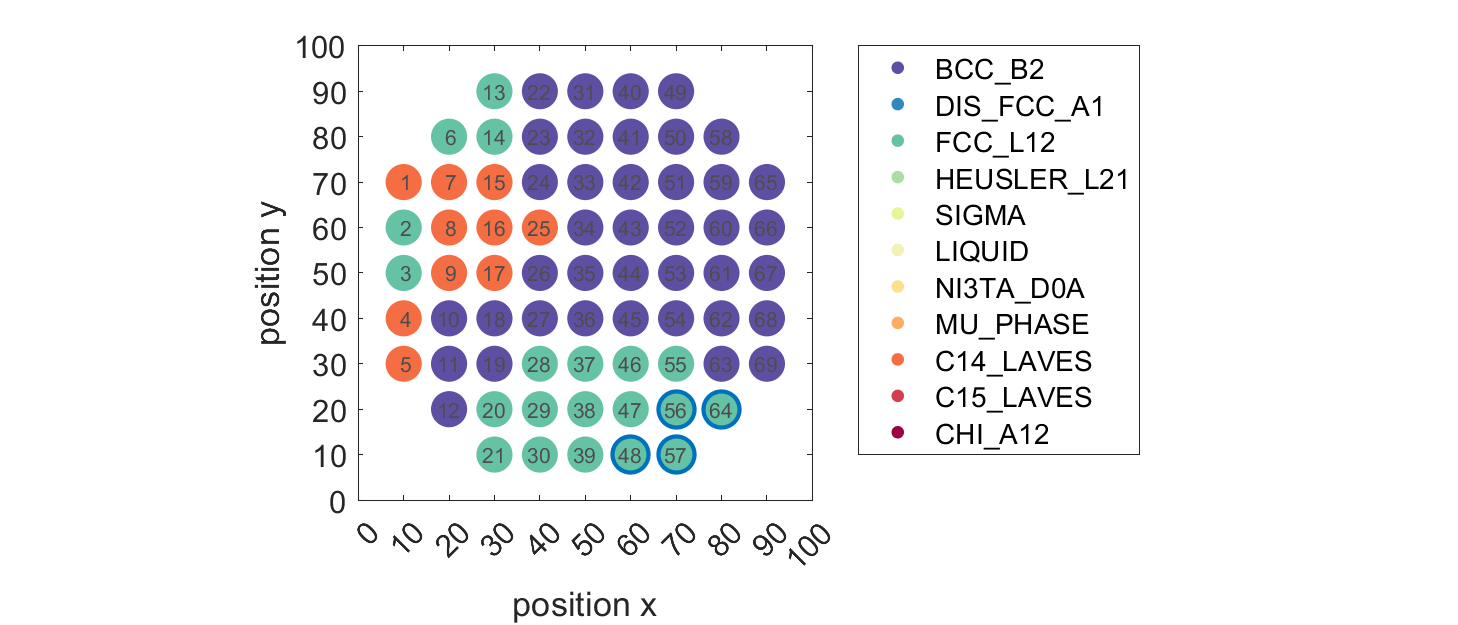 100
90
80
70
60
50
40
30
20
10
0
position y
13 22 31 40 49
6 14 23 32 41 50 58
1 7 15 24 33 42 51 59 65
2 8 16 25 34 43 52 60 66
3 9 17 26 35 44 53 61 67
4 10 18 27 36 45 54 62 68
5 11 19 28 37 46 55 63 69
12 20 29 38 47 56 64
21 30 39 48 57
0 10 20 30 40 50 60 70 80 90 100
position x
BCC_B2
DIS_FCC_A1
FCC_L12
HEUSLER_L21
SIGMA
LIQUID
NI3TA_D0A
MU_PHASE
C14_LAVES
C15_LAVES
CHI_A12